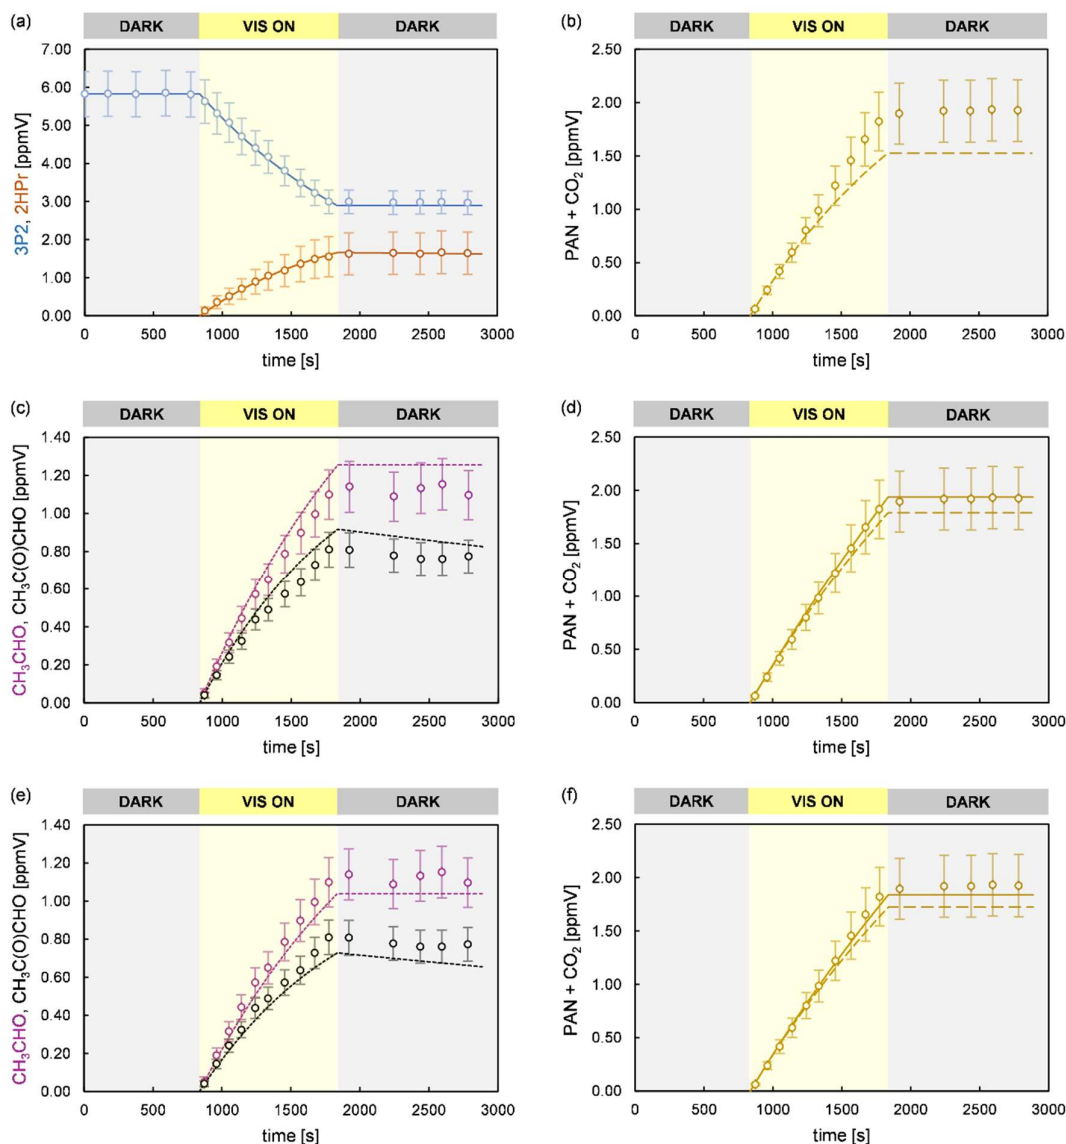 (a)
DARK VIS ON DARK
7.00
6.00
5.00
4.00
3.00
2.00
1.00
0.00
3P2, 2HPr [ppmV]
0 500 1000 1500 2000 2500 3000
time [s]
(b)
DARK VIS ON DARK
2.50
2.00
1.50
1.00
0.50
0.00
PAN + CO₂ [ppmV]
0 500 1000 1500 2000 2500 3000
time [s]
(c)
DARK VIS ON DARK
1.40
1.20
1.00
0.80
0.60
0.40
0.20
0.00
CH₃CHO, CH₃C(O)CHO [ppmV]
0 500 1000 1500 2000 2500 3000
time [s]
(d)
DARK VIS ON DARK
2.50
2.00
1.50
1.00
0.50
0.00
PAN + CO₂ [ppmV]
0 500 1000 1500 2000 2500 3000
time [s]
(e)
DARK VIS ON DARK
1.40
1.20
1.00
0.80
0.60
0.40
0.20
0.00
CH₃CHO, CH₃C(O)CHO [ppmV]
0 500 1000 1500 2000 2500 3000
time [s]
(f)
DARK VIS ON DARK
2.50
2.00
1.50
1.00
0.50
0.00
PAN + CO₂ [ppmV]
0 500 1000 1500 2000 2500 3000
time [s]